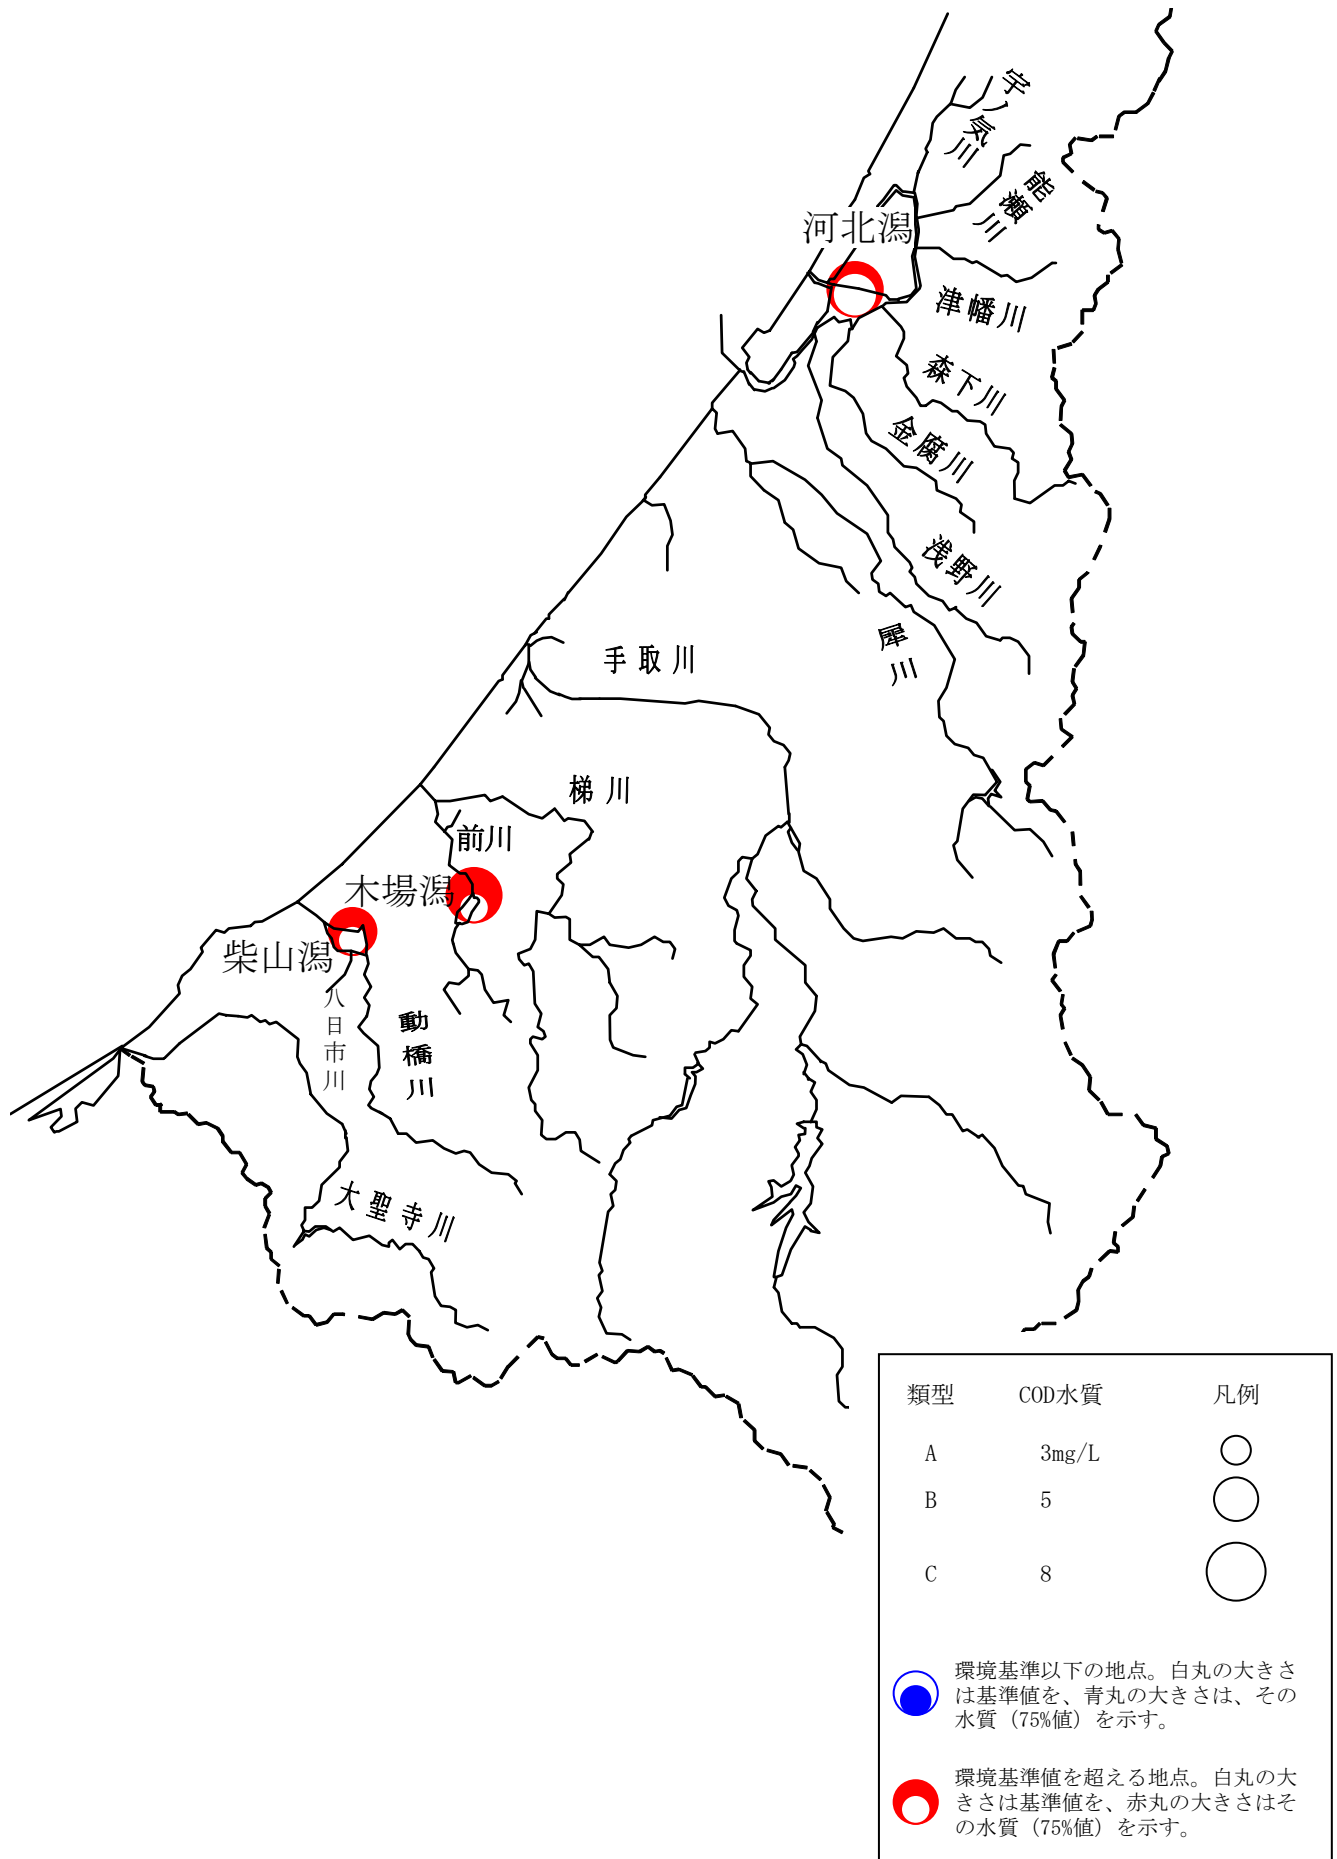 宇ノ気川
能瀬川
河北潟
津幡川
森下川
金腐川
浅野川
犀川
手取川
梯川
前川
木場潟
柴山潟
八日市川
動橋川
大聖寺川
類型 COD水質 凡例
A 3mg/L
B 5
C 8
環境基準以下の地点。白丸の大きさ
は基準値を、青丸の大きさは、その
水質（75%値）を示す。
環境基準値を超える地点。白丸の大
きさは基準値を、赤丸の大きさはそ
の水質（75%値）を示す。